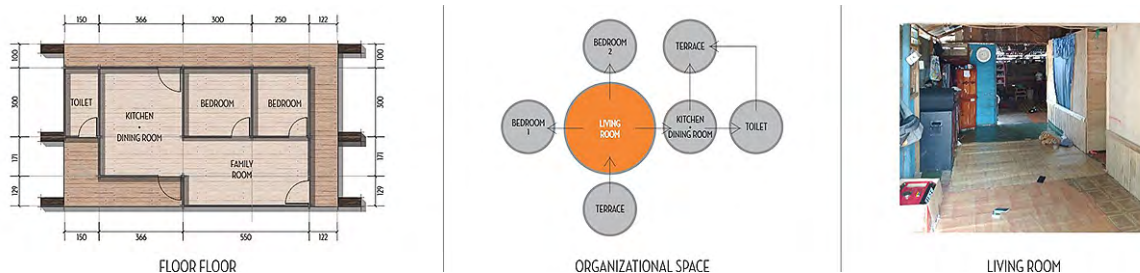 150
366
300
250
122
100
300
171
129
100
300
171
129
TOILET
KITCHEN
+
DINING ROOM
BEDROOM
BEDROOM
FAMILY
ROOM
150
366
550
122
FLOOR FLOOR
BEDROOM
2
TERRACE
BEDROOM
1
LIVING
ROOM
KITCHEN
+
DINING ROOM
TOILET
TERRACE
ORGANIZATIONAL SPACE
LIVING ROOM